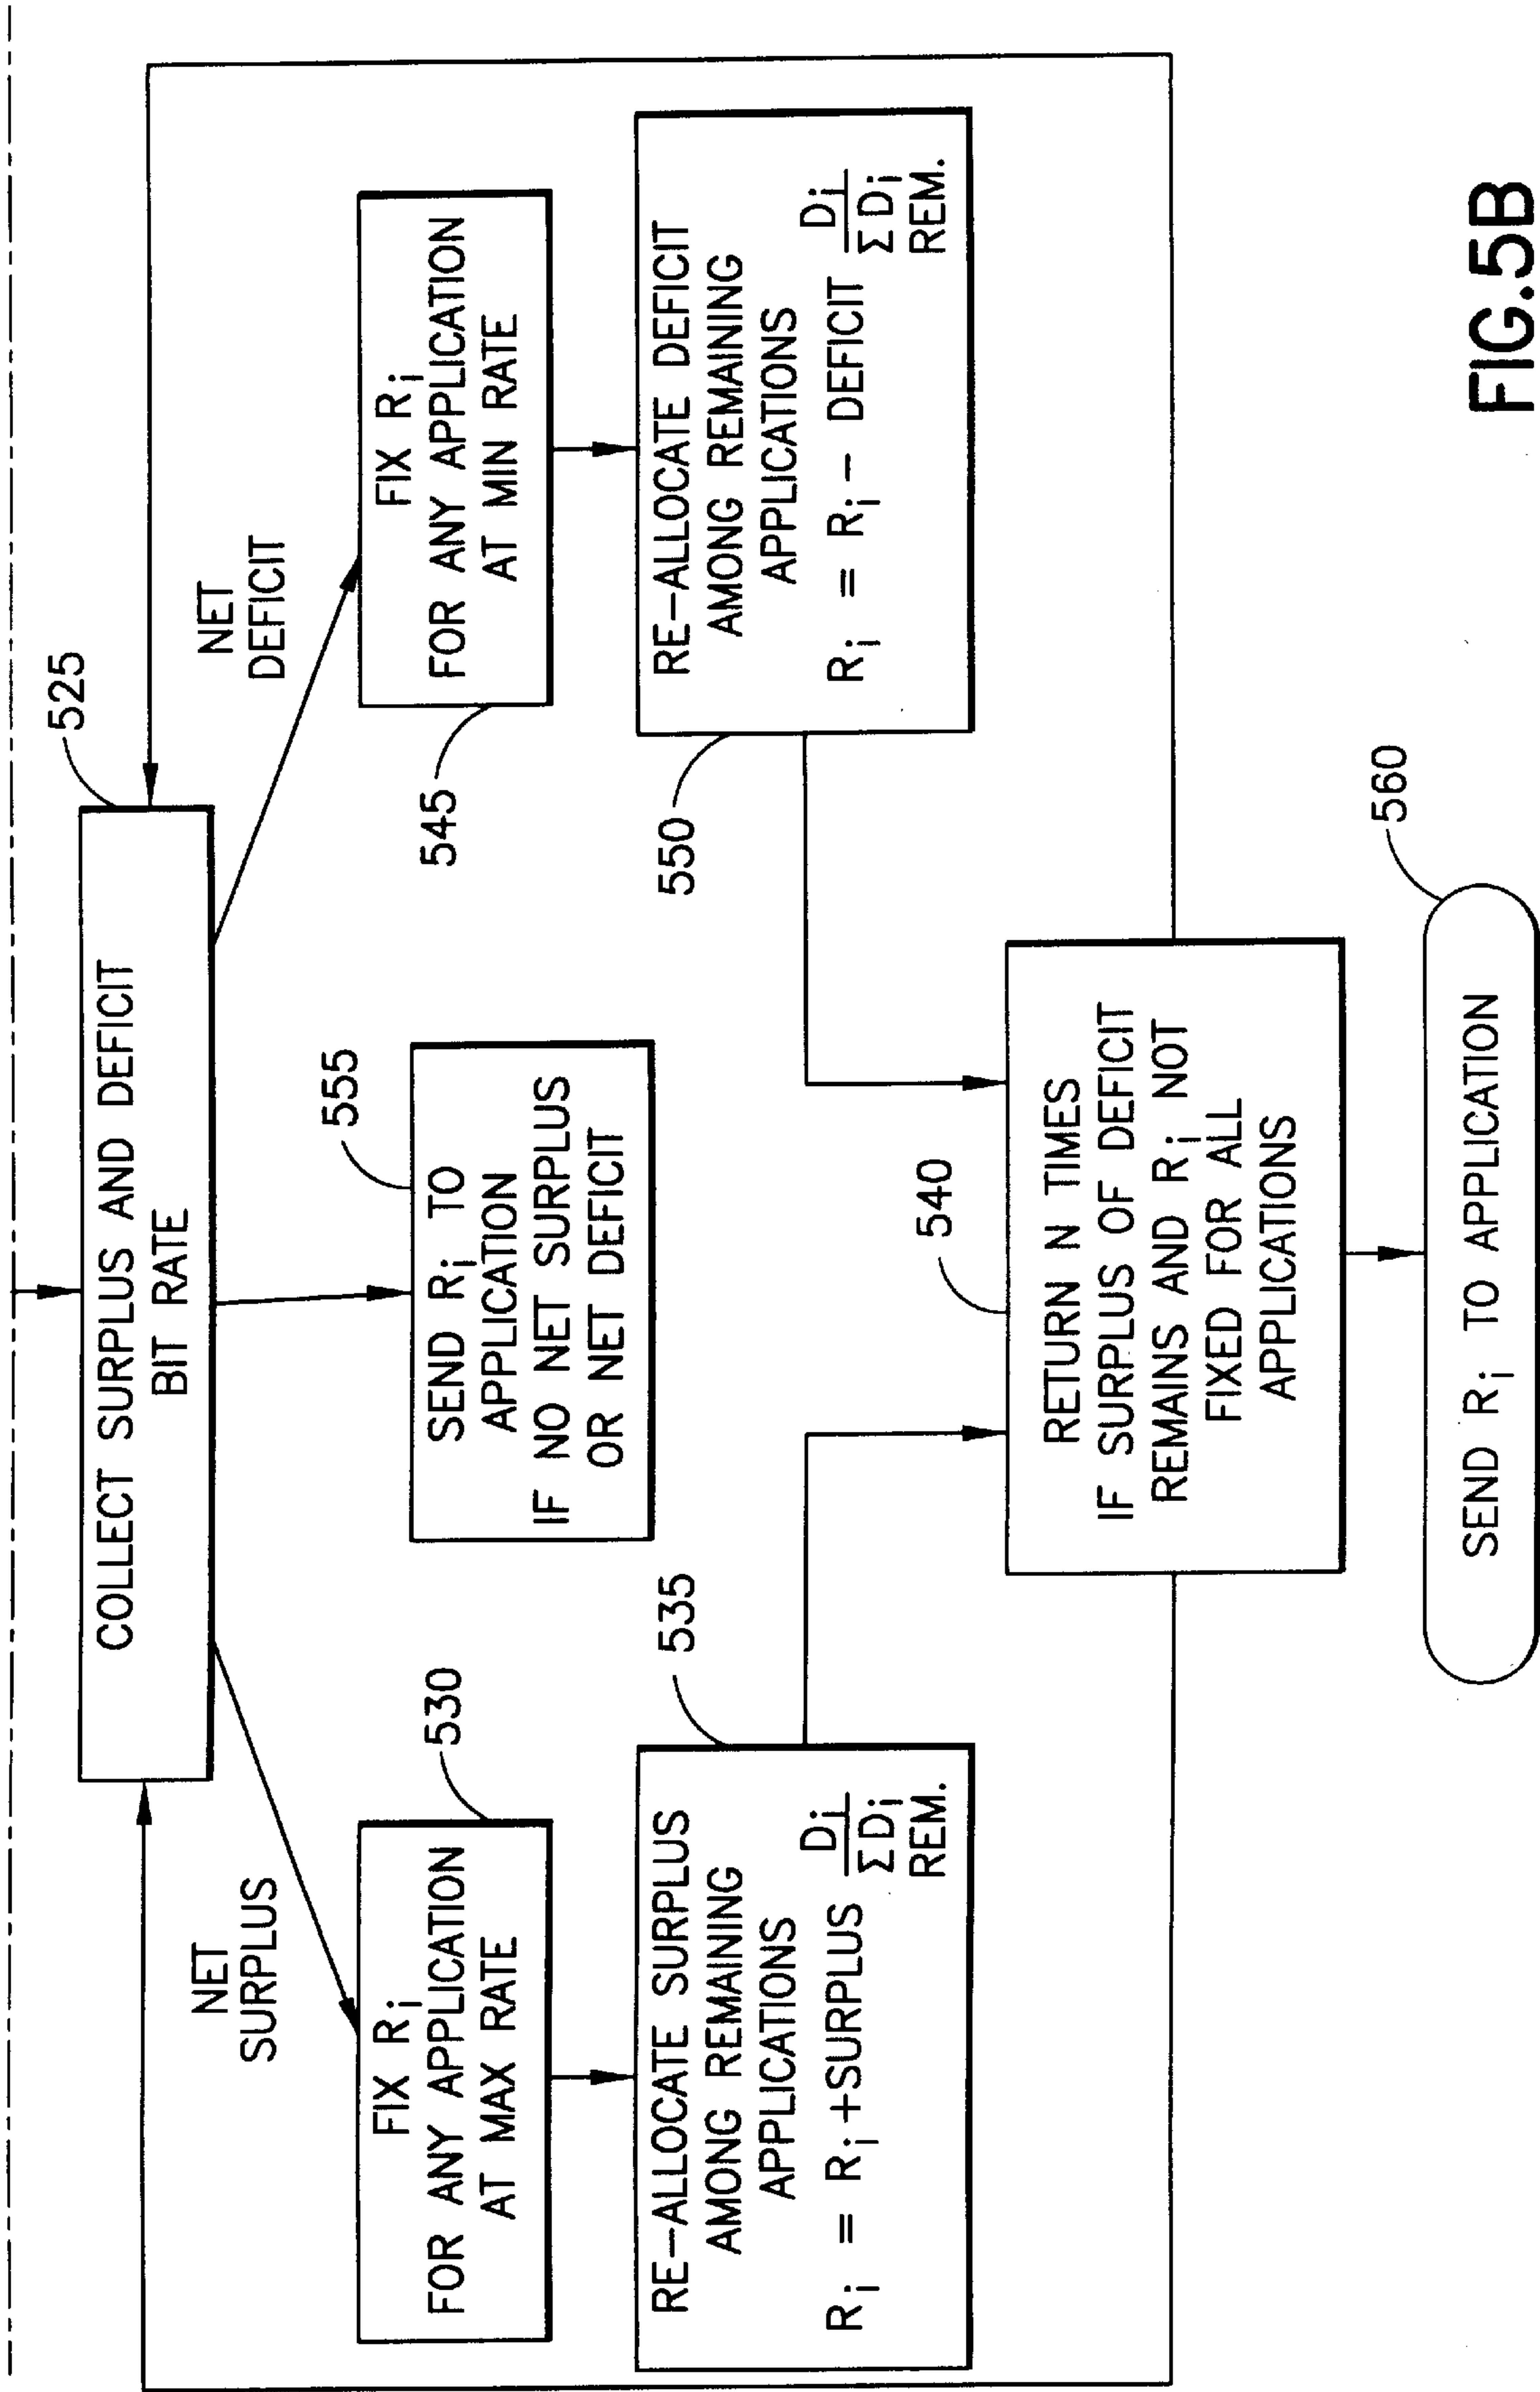 525
COLLECT SURPLUS AND DEFICIT
BIT RATE
NET
SURPLUS
NET
DEFICIT
530
FIX Ri
FOR ANY APPLICATION
AT MAX RATE
555
SEND Ri TO
APPLICATION
IF NO NET SURPLUS
OR NET DEFICIT
545
FIX Ri
FOR ANY APPLICATION
AT MIN RATE
535
RE-ALLOCATE SURPLUS
AMONG REMAINING
APPLICATIONS
Ri = Ri +SURPLUS Di
ΣDi
REM.
550
RE-ALLOCATE DEFICIT
AMONG REMAINING
APPLICATIONS
Ri = Ri - DEFICIT Di
ΣDi
REM.
540
RETURN N TIMES
IF SURPLUS OF DEFICIT
REMAINS AND Ri NOT
FIXED FOR ALL
APPLICATIONS
560
SEND Ri TO APPLICATION
FIG.5B